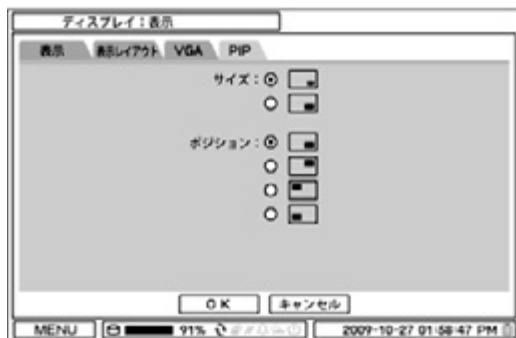 ディスプレイ：表示
表示 表示レイアウト VGA PIP
サイズ：
ポジション：
OK キャンセル
MENU 91% 2009-10-27 01:58:47 PM